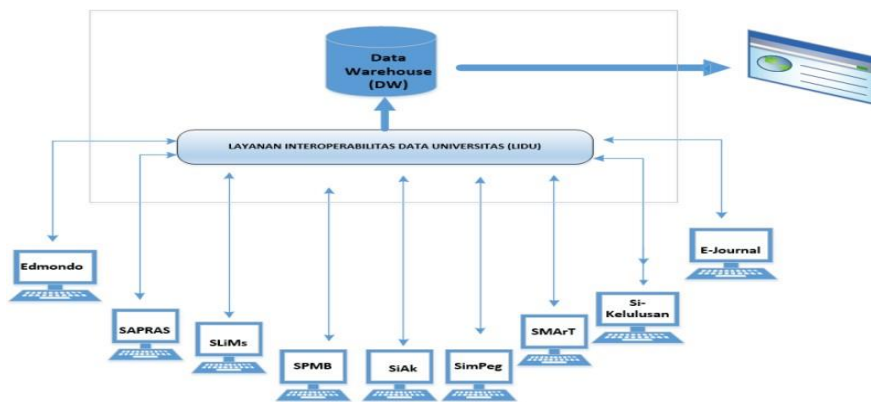 Data
Warehouse
(DW)
LAYANAN INTEROPERABILITAS DATA UNIVERSITAS (LIDU)
Edmondo
SAPRAS
SLiMs
SPMB
SiAk
SimPeg
SMArT
Si-
Kelulusan
E-Journal